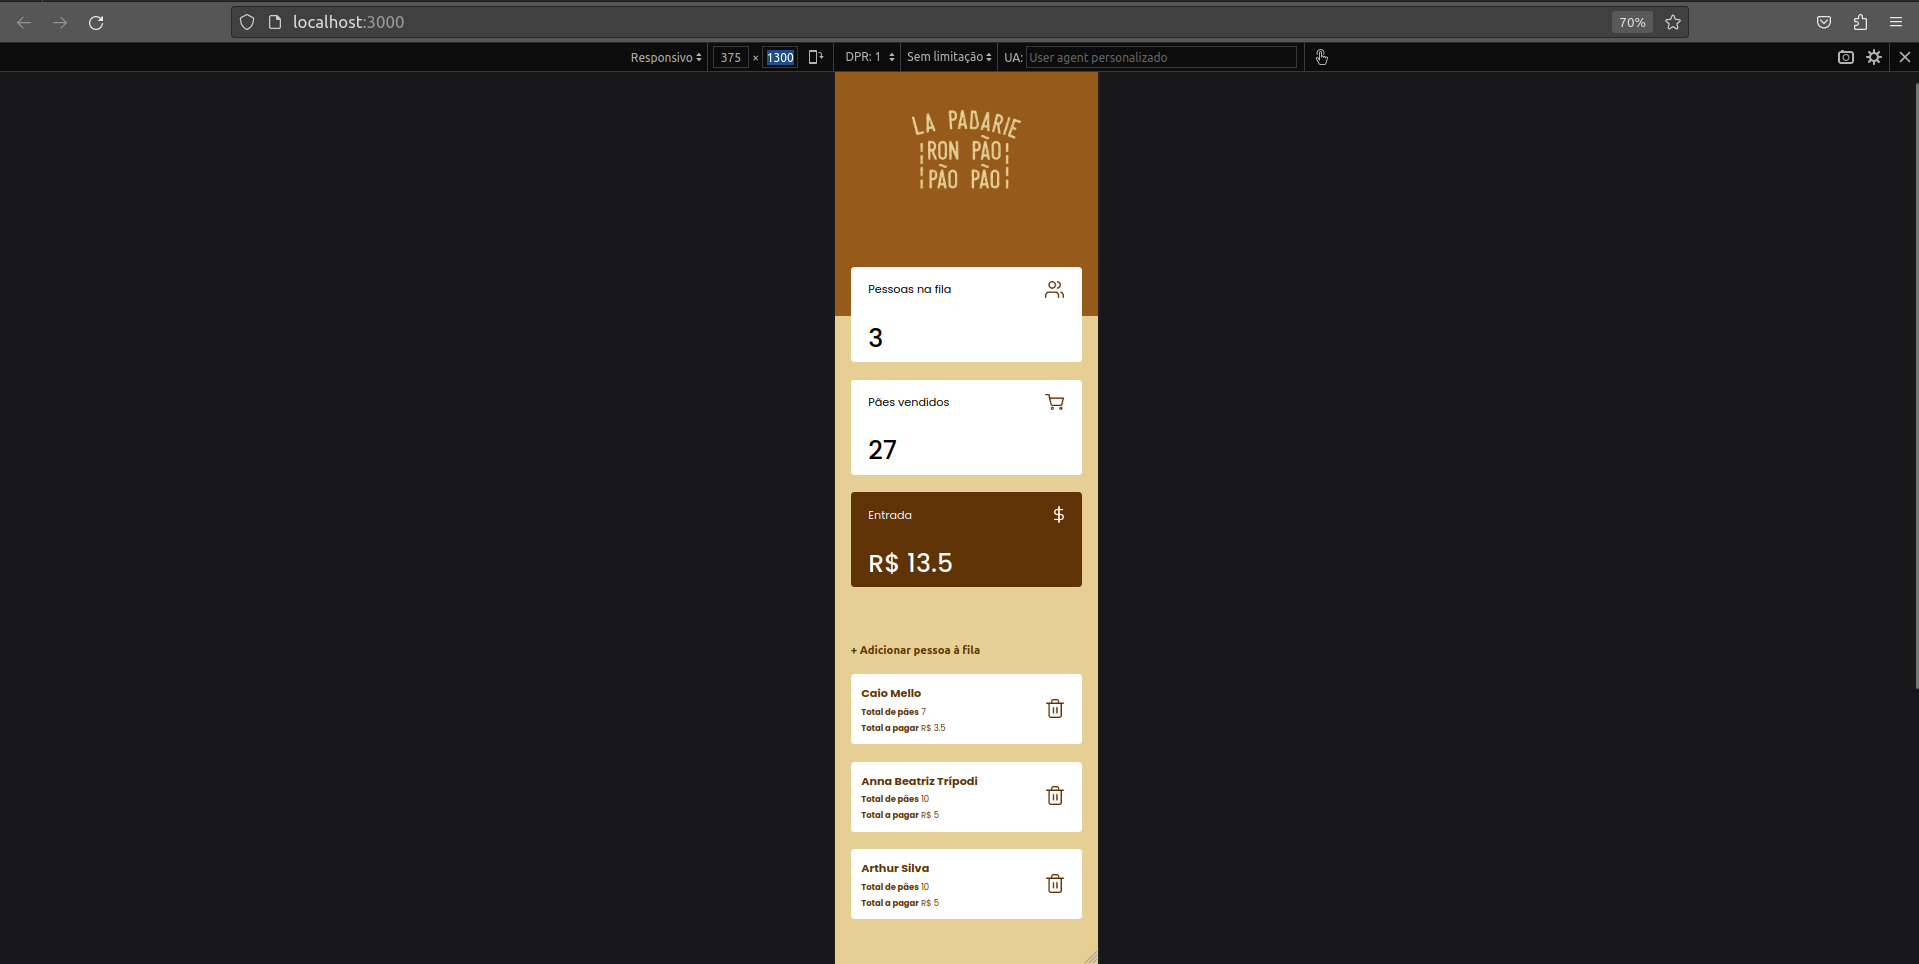 localhost:3000
70%
Responsivo
375 × 1300
DPR: 1
Sem limitação
UA: User agent personalizado
LA PADARIE
RON PÃO
PÃO PÃO
Pessoas na fila
3
Pães vendidos
27
Entrada
$
R$ 13.5
+ Adicionar pessoa à fila
Caio Mello
Total de pães 7
Total a pagar R$ 3.5
Anna Beatriz Trípodi
Total de pães 10
Total a pagar R$ 5
Arthur Silva
Total de pães 10
Total a pagar R$ 5